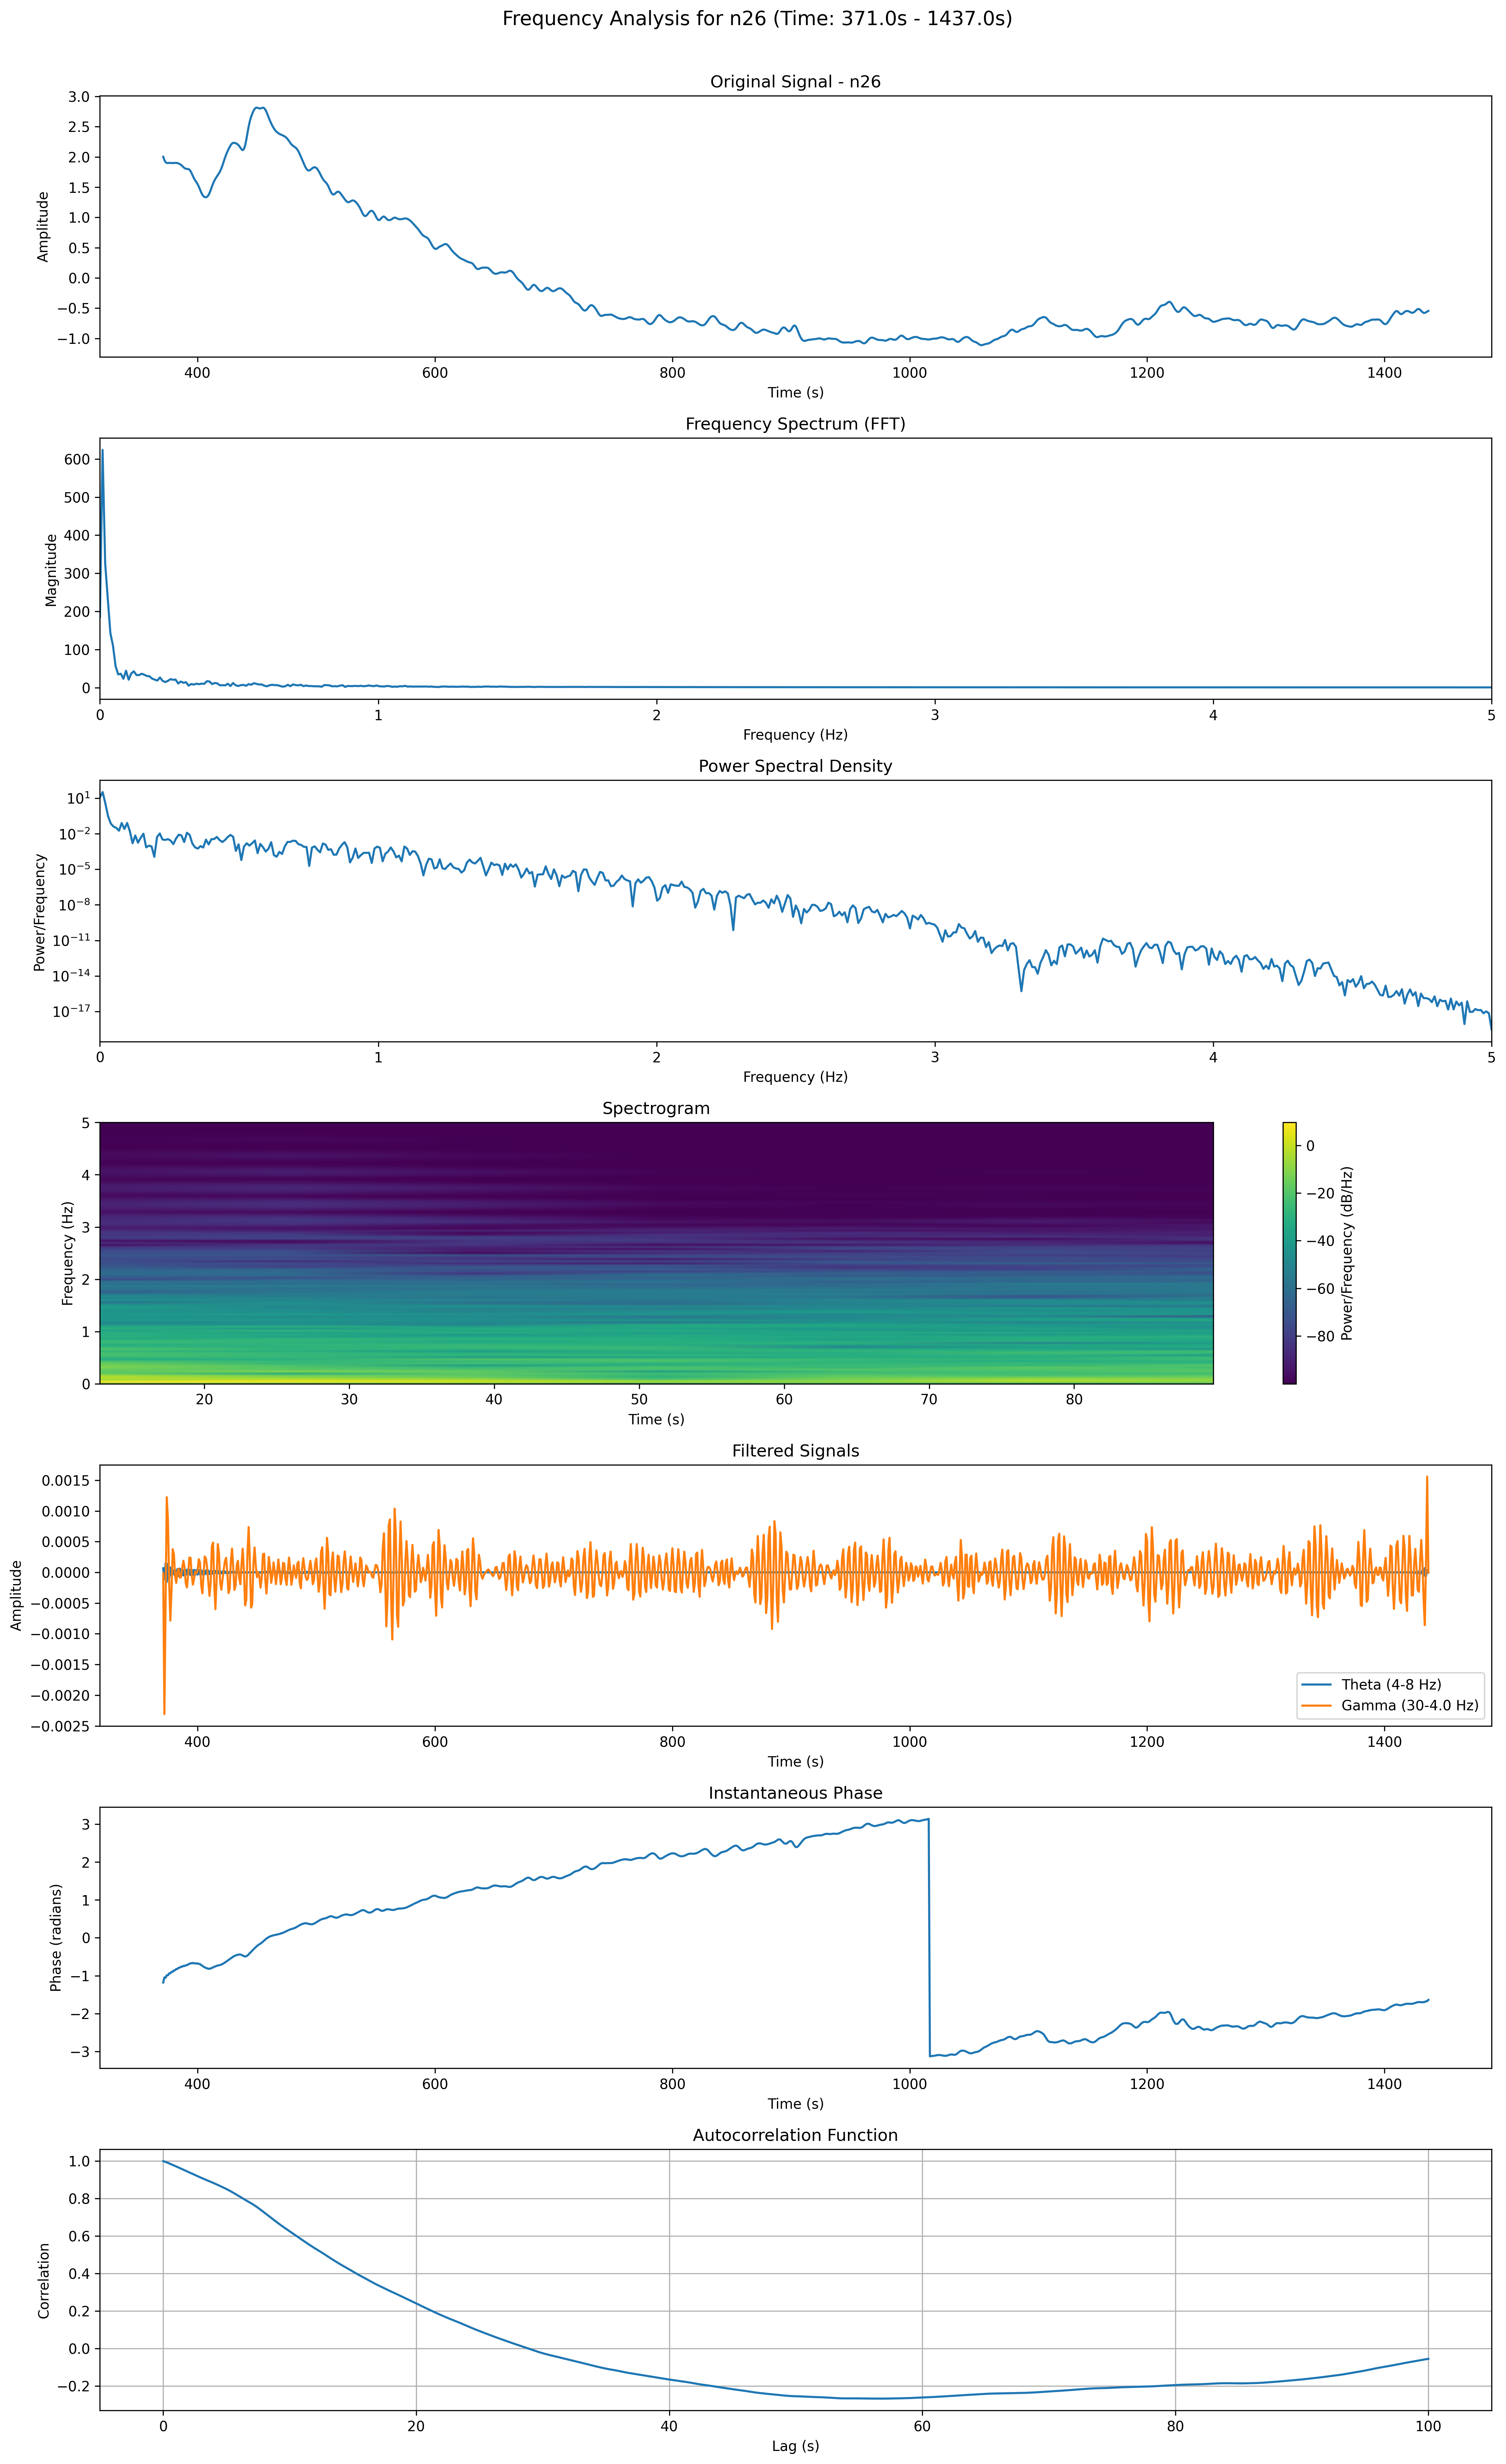 Frequency Analysis for n26 (Time: 371.0s - 1437.0s)
Original Signal - n26
Amplitude
3.0
2.5
2.0
1.5
1.0
0.5
0.0
−0.5
−1.0
400 600 800 1000 1200 1400
Time (s)
Frequency Spectrum (FFT)
Magnitude
600
500
400
300
200
100
0
0 1 2 3 4 5
Frequency (Hz)
Power Spectral Density
Power/Frequency
10¹
10⁻²
10⁻⁵
10⁻⁸
10⁻¹¹
10⁻¹⁴
10⁻¹⁷
0 1 2 3 4 5
Frequency (Hz)
Spectrogram
Frequency (Hz)
5
4
3
2
1
0
20 30 40 50 60 70 80
Time (s)
0
−20
−40
−60
−80
Power/Frequency (dB/Hz)
Filtered Signals
Amplitude
0.0015
0.0010
0.0005
0.0000
−0.0005
−0.0010
−0.0015
−0.0020
−0.0025
Theta (4-8 Hz)
Gamma (30-4.0 Hz)
400 600 800 1000 1200 1400
Time (s)
Instantaneous Phase
Phase (radians)
3
2
1
0
−1
−2
−3
400 600 800 1000 1200 1400
Time (s)
Autocorrelation Function
Correlation
1.0
0.8
0.6
0.4
0.2
0.0
−0.2
0 20 40 60 80 100
Lag (s)